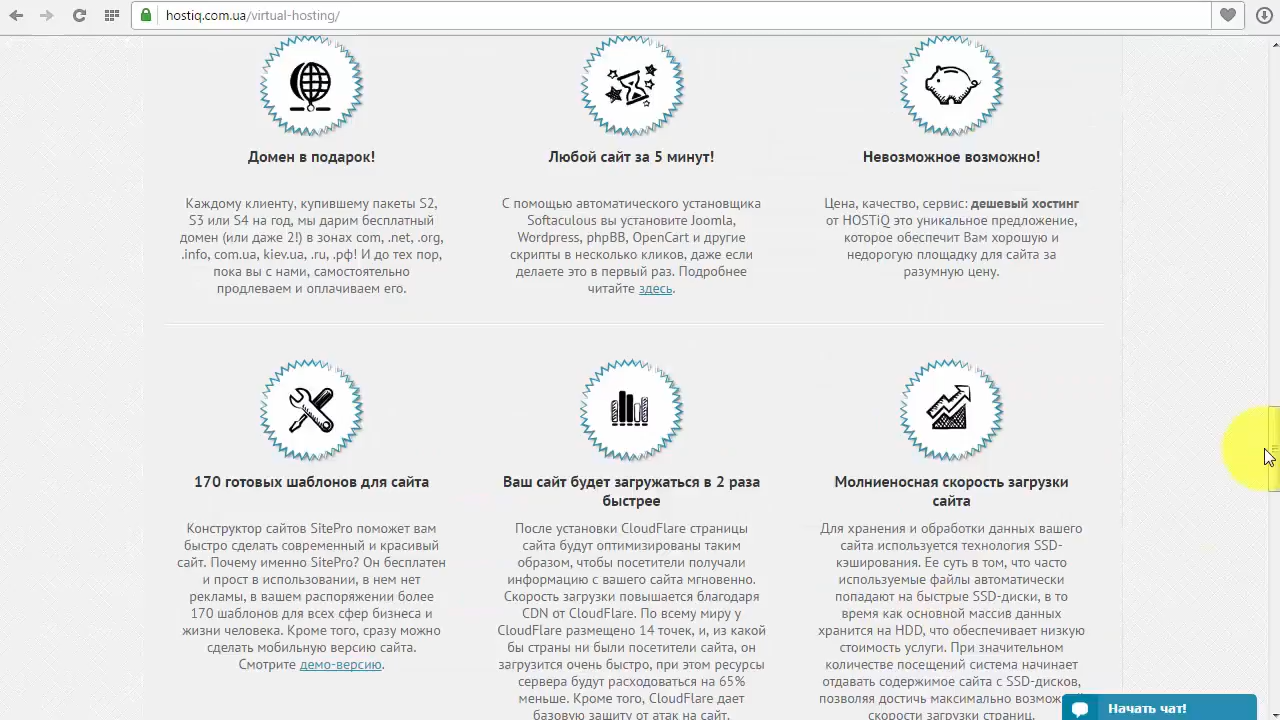 hostiq.com.ua/virtual-hosting/
Домен в подарок!
Каждому клиенту, купившему пакеты S2,
S3 или S4 на год, мы дарим бесплатный
домен (или даже 2!) в зонах com, .net, .org,
.info, com.ua, kiev.ua, .ru, .рф! И до тех пор,
пока вы с нами, самостоятельно
продлеваем и оплачиваем его.
Любой сайт за 5 минут!
С помощью автоматического установщика
Softaculous вы установите Joomla,
Wordpress, phpBB, OpenCart и другие
скрипты в несколько кликов, даже если
делаете это в первый раз. Подробнее
читайте здесь.
Невозможное возможно!
Цена, качество, сервис: дешевый хостинг
от HOSTiQ это уникальное предложение,
которое обеспечит Вам хорошую и
недорогую площадку для сайта за
разумную цену.
170 готовых шаблонов для сайта
Конструктор сайтов SitePro поможет вам
быстро сделать современный и красивый
сайт. Почему именно SitePro? Он бесплатен
и прост в использовании, в нем нет
рекламы, в вашем распоряжении более
170 шаблонов для всех сфер бизнеса и
жизни человека. Кроме того, сразу можно
сделать мобильную версию сайта.
Смотрите демо-версию.
Ваш сайт будет загружаться в 2 раза
быстрее
После установки CloudFlare страницы
сайта будут оптимизированы таким
образом, чтобы посетители получали
информацию с вашего сайта мгновенно.
Скорость загрузки повышается благодаря
CDN от CloudFlare. По всему миру у
CloudFlare размещено 14 точек, и, из какой
бы страны ни были посетители сайта, он
загрузится очень быстро, при этом ресурсы
сервера будут расходоваться на 65%
меньше. Кроме того, CloudFlare дает
базовую защиту от атак на сайт.
Молниеносная скорость загрузки
сайта
Для хранения и обработки данных вашего
сайта используется технология SSD-
кэширования. Ее суть в том, что часто
используемые файлы автоматически
попадают на быстрые SSD-диски, в то
время как основной массив данных
хранится на HDD, что обеспечивает низкую
стоимость услуги. При значительном
количестве посещений система начинает
отдавать содержимое сайта с SSD-дисков,
позволяя достичь максимально
скорости загрузки страниц.
Начать чат!